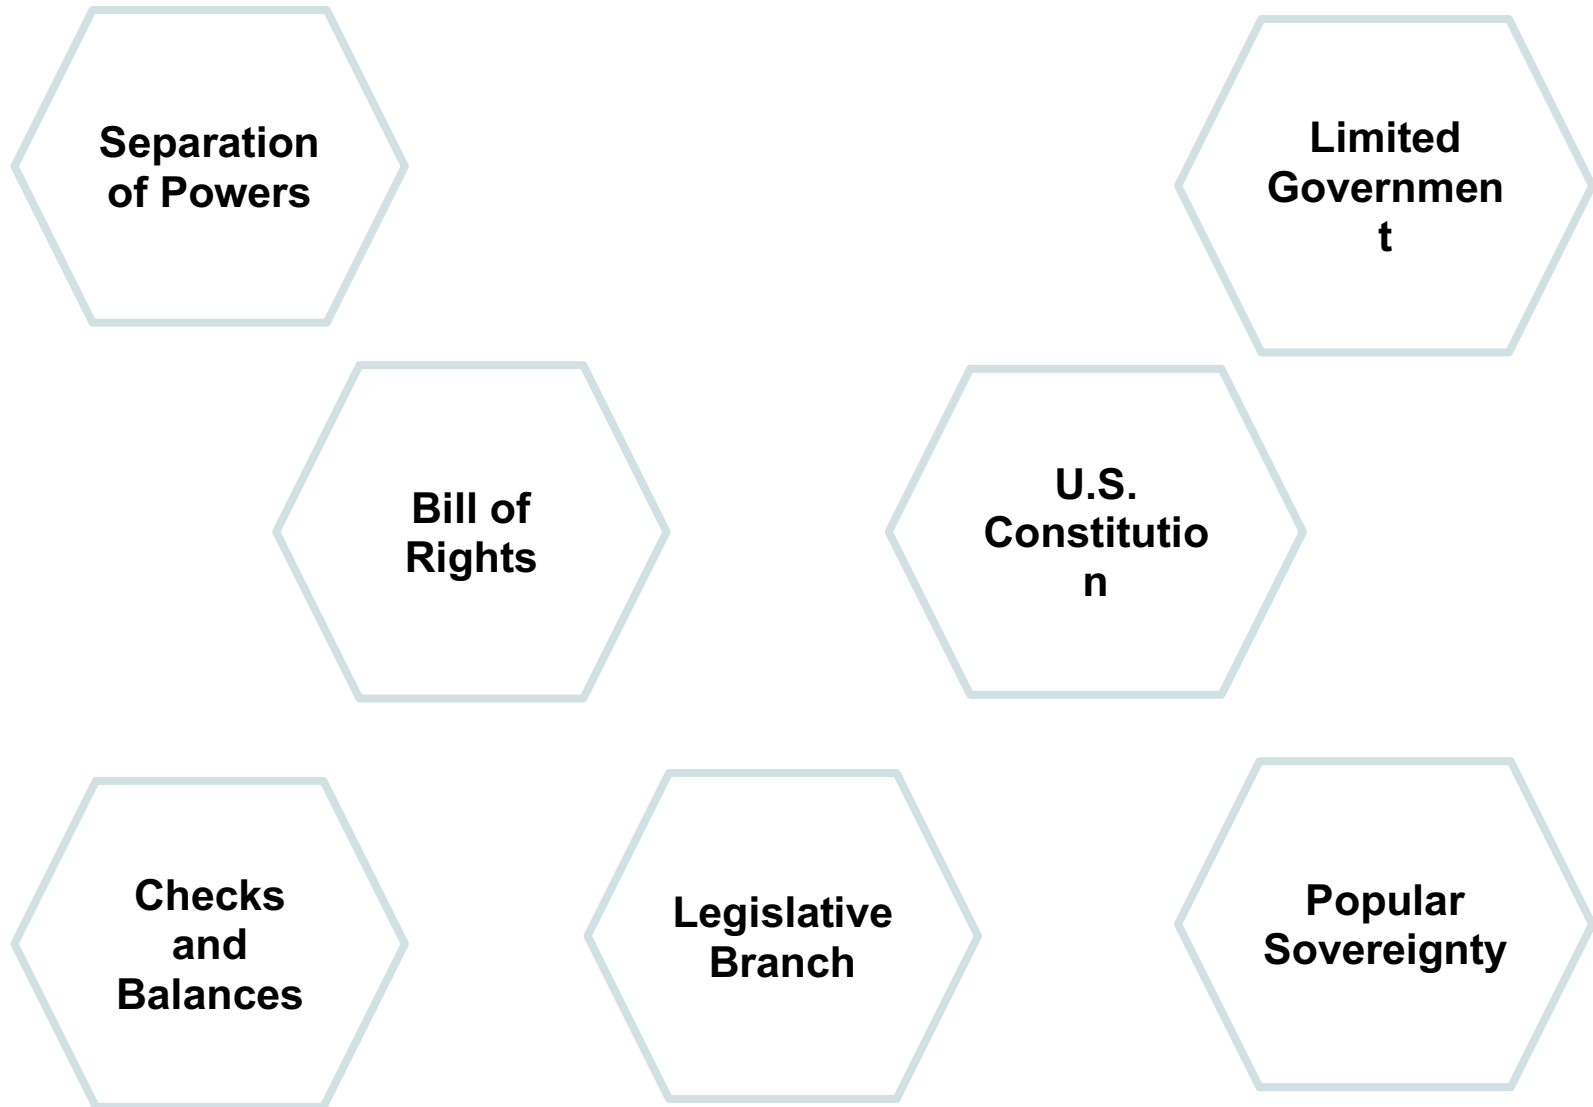 Separation
of Powers
Limited
Governmen
t
Bill of
Rights
U.S.
Constitutio
n
Checks
and
Balances
Legislative
Branch
Popular
Sovereignty